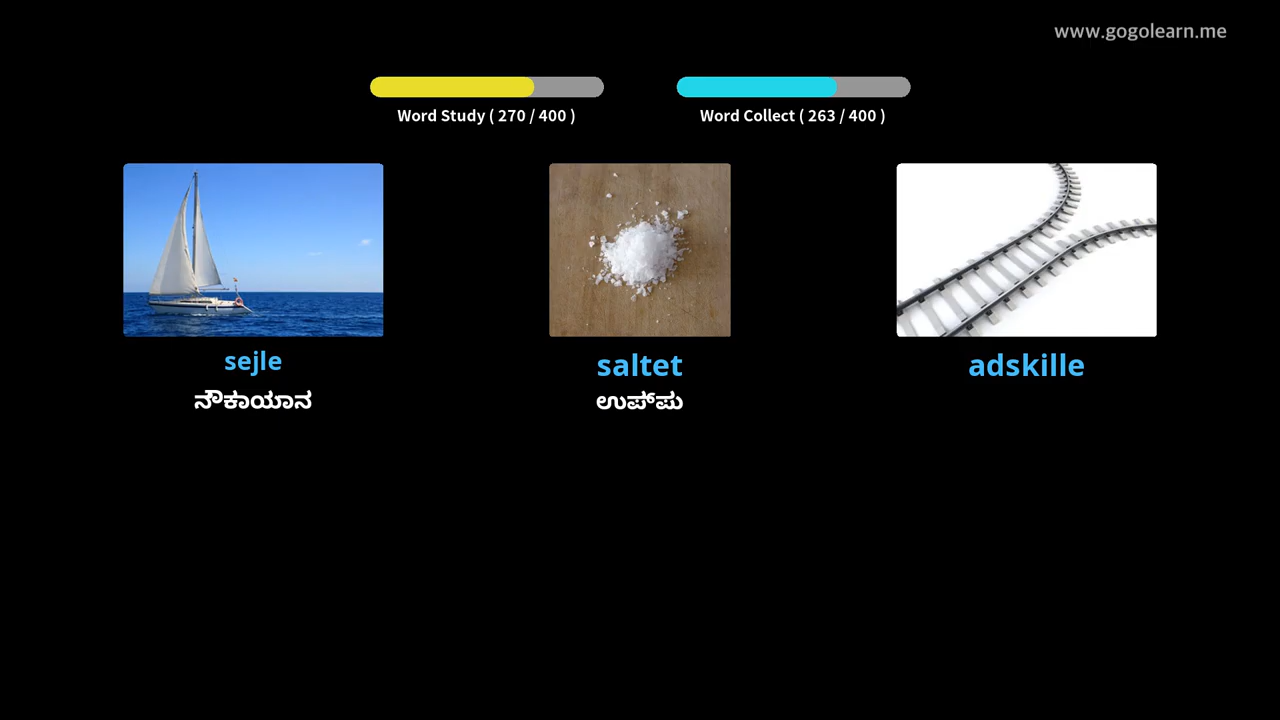 www.gogolearn.me
Word Study ( 270 / 400 )
Word Collect ( 263 / 400 )
sejle
saltet
adskille
ನೌಕಾಯಾನ
ಉಪ್‌ಪು